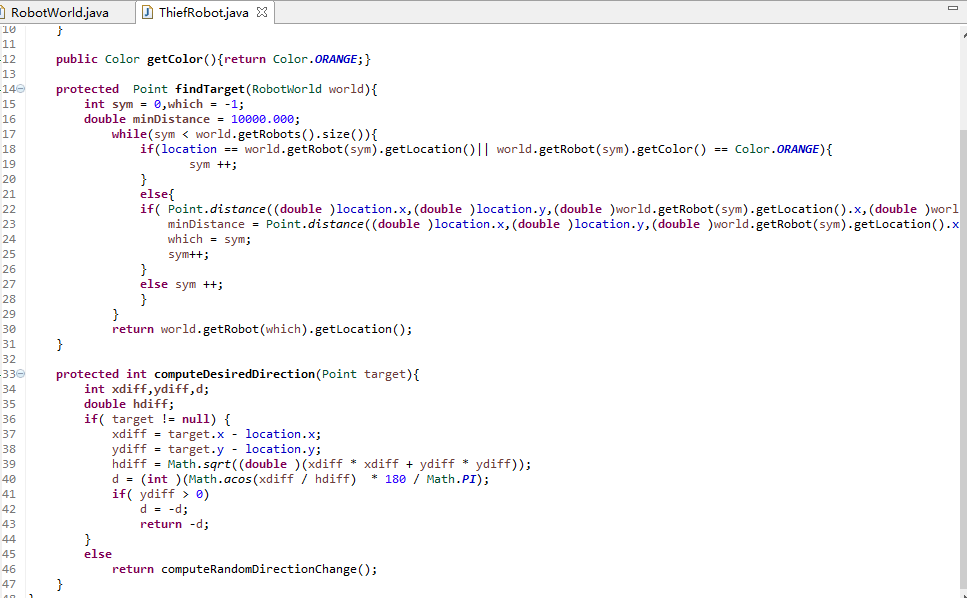 RobotWorld.java ThiefRobot.java
10 }
11
12 public Color getColor(){return Color.ORANGE;}
13
14 protected Point findTarget(RobotWorld world){
15 int sym = 0,which = -1;
16 double minDistance = 10000.000;
17 while(sym < world.getRobots().size()){
18 if(location == world.getRobot(sym).getLocation()|| world.getRobot(sym).getColor() == Color.ORANGE){
19 sym ++;
20 }
21 else{
22 if( Point.distance((double )location.x,(double )location.y,(double )world.getRobot(sym).getLocation().x,(double )worl
23 minDistance = Point.distance((double )location.x,(double )location.y,(double )world.getRobot(sym).getLocation().x
24 which = sym;
25 sym++;
26 }
27 else sym ++;
28 }
29 }
30 return world.getRobot(which).getLocation();
31 }
32
33 protected int computeDesiredDirection(Point target){
34 int xdiff,ydiff,d;
35 double hdiff;
36 if( target != null) {
37 xdiff = target.x - location.x;
38 ydiff = target.y - location.y;
39 hdiff = Math.sqrt((double )(xdiff * xdiff + ydiff * ydiff));
40 d = (int )(Math.acos(xdiff / hdiff) * 180 / Math.PI);
41 if( ydiff > 0)
42 d = -d;
43 return -d;
44 }
45 else
46 return computeRandomDirectionChange();
47 }